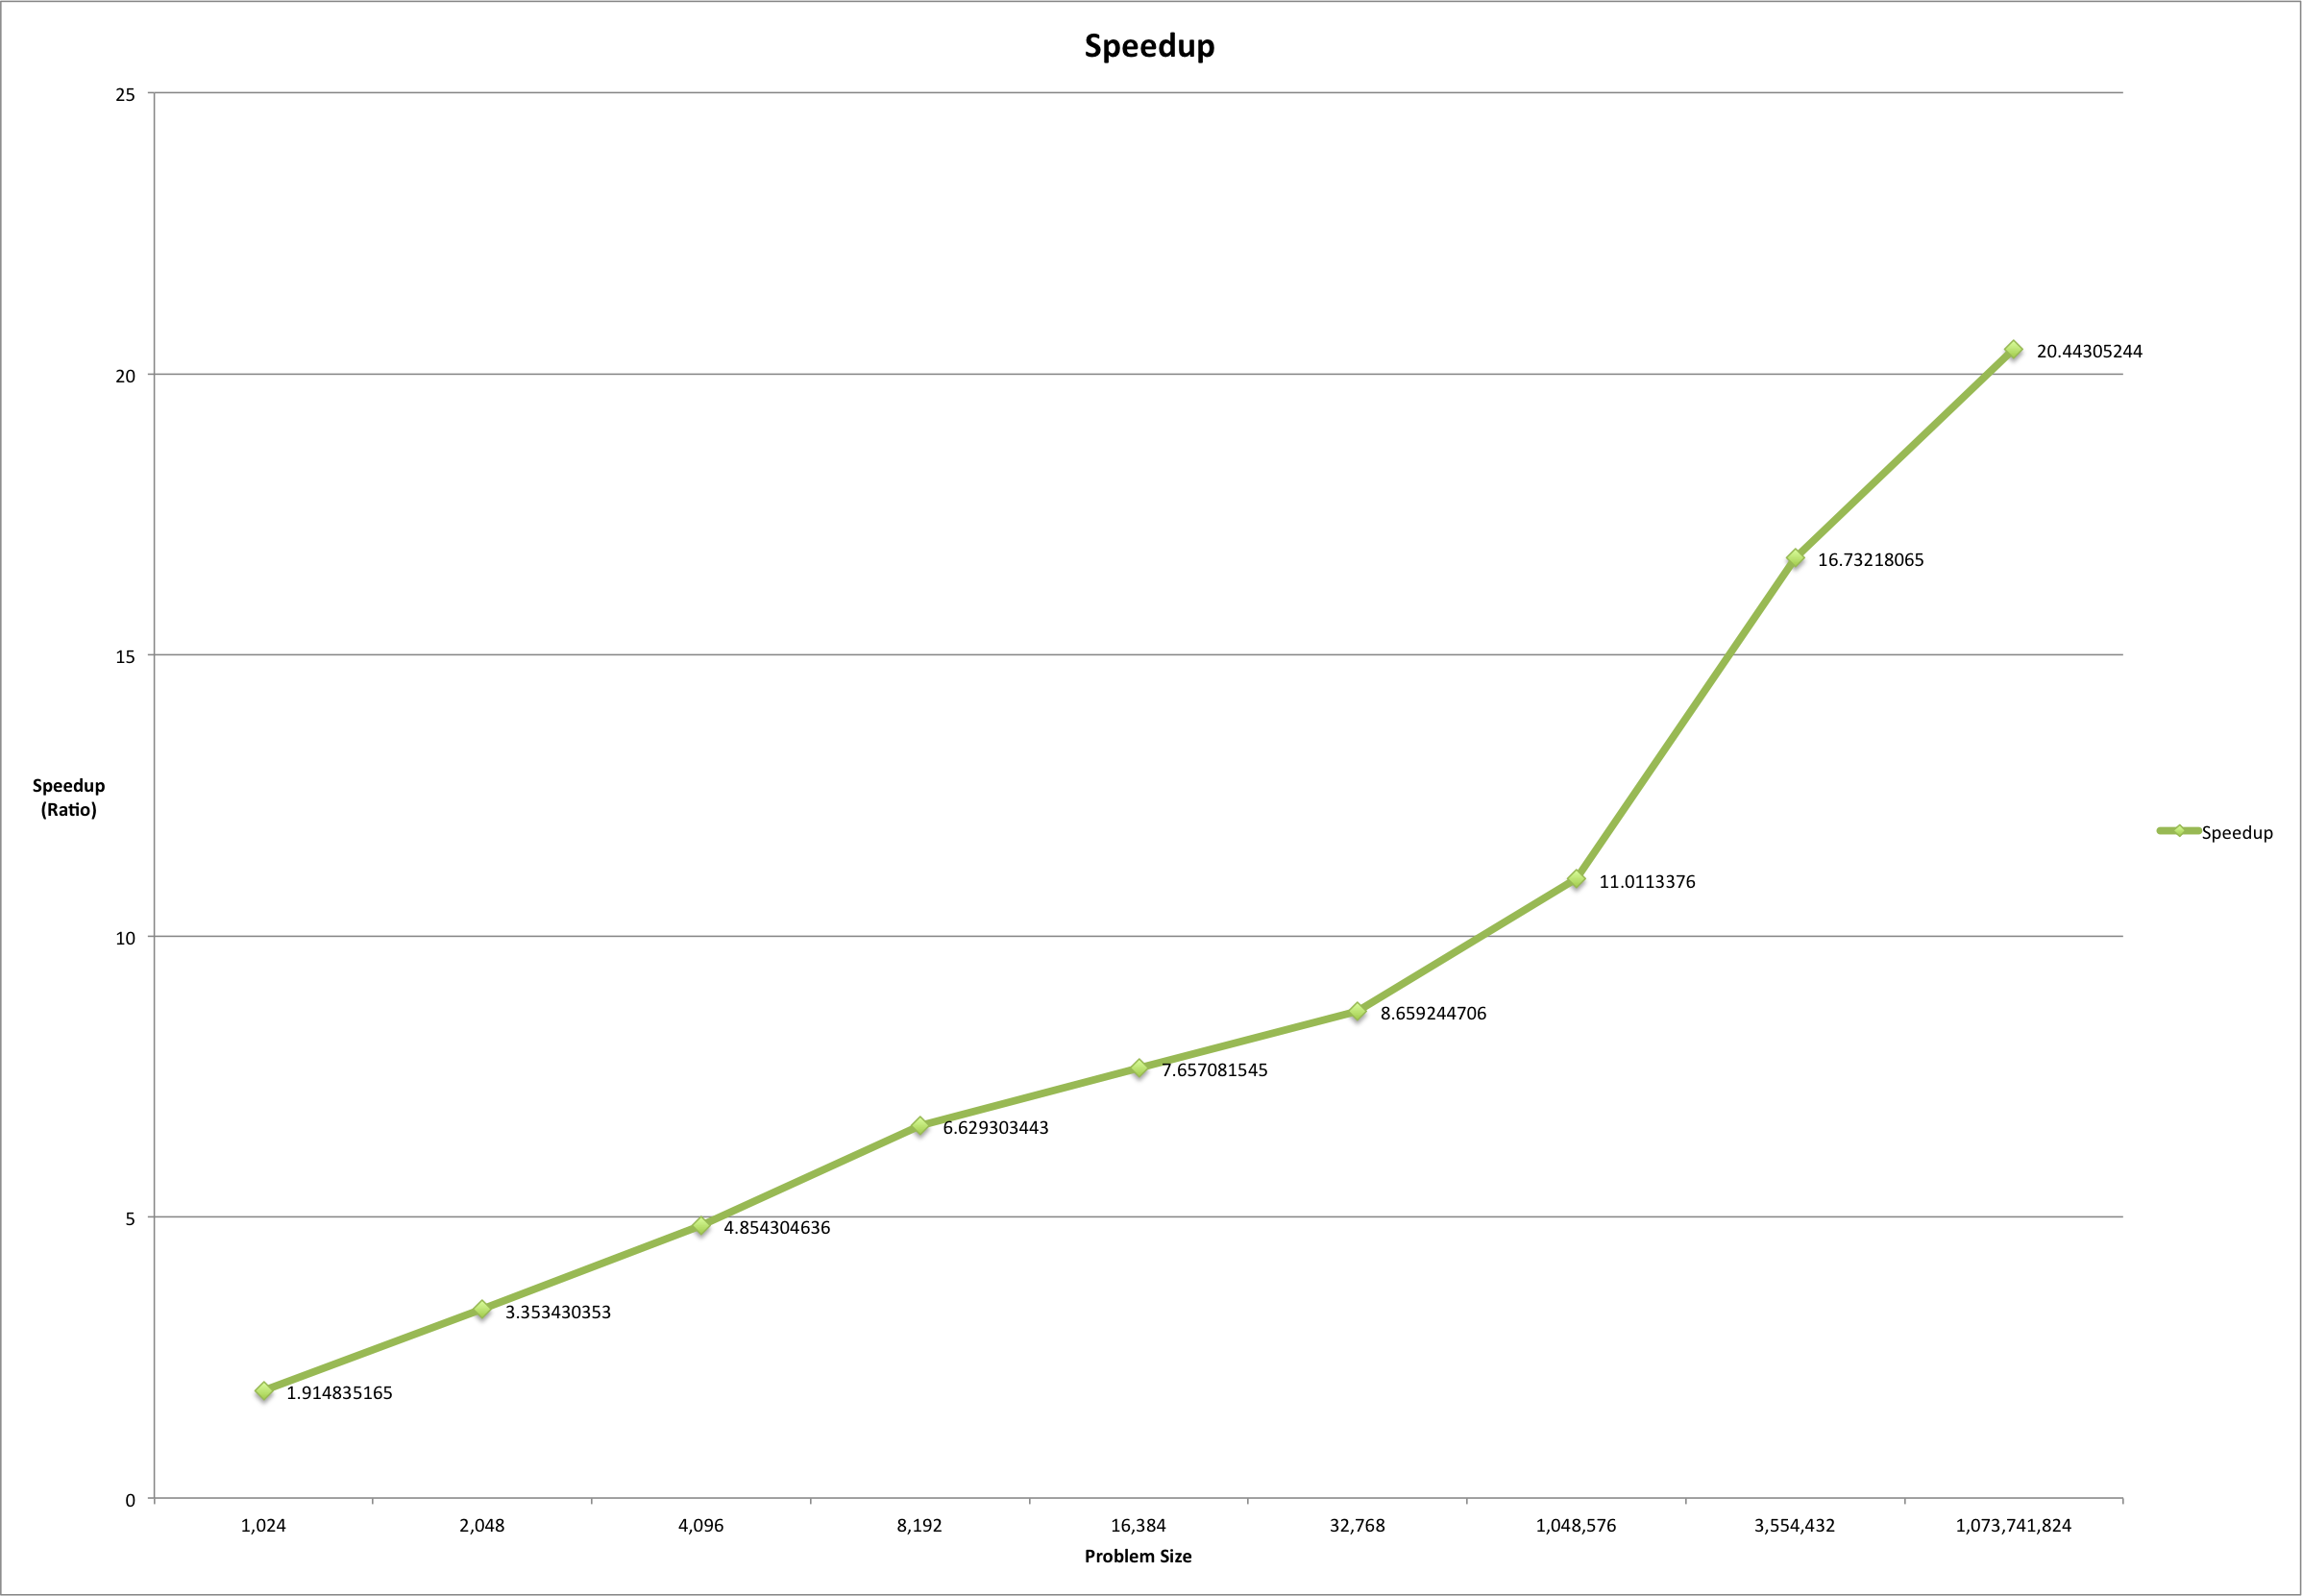 Speedup
25
20
15
10
5
0
Speedup
(Ratio)
20.44305244
16.73218065
11.0113376
8.659244706
7.657081545
6.629303443
4.854304636
3.353430353
1.914835165
Speedup
1,024 2,048 4,096 8,192 16,384 32,768 1,048,576 3,554,432 1,073,741,824
Problem Size